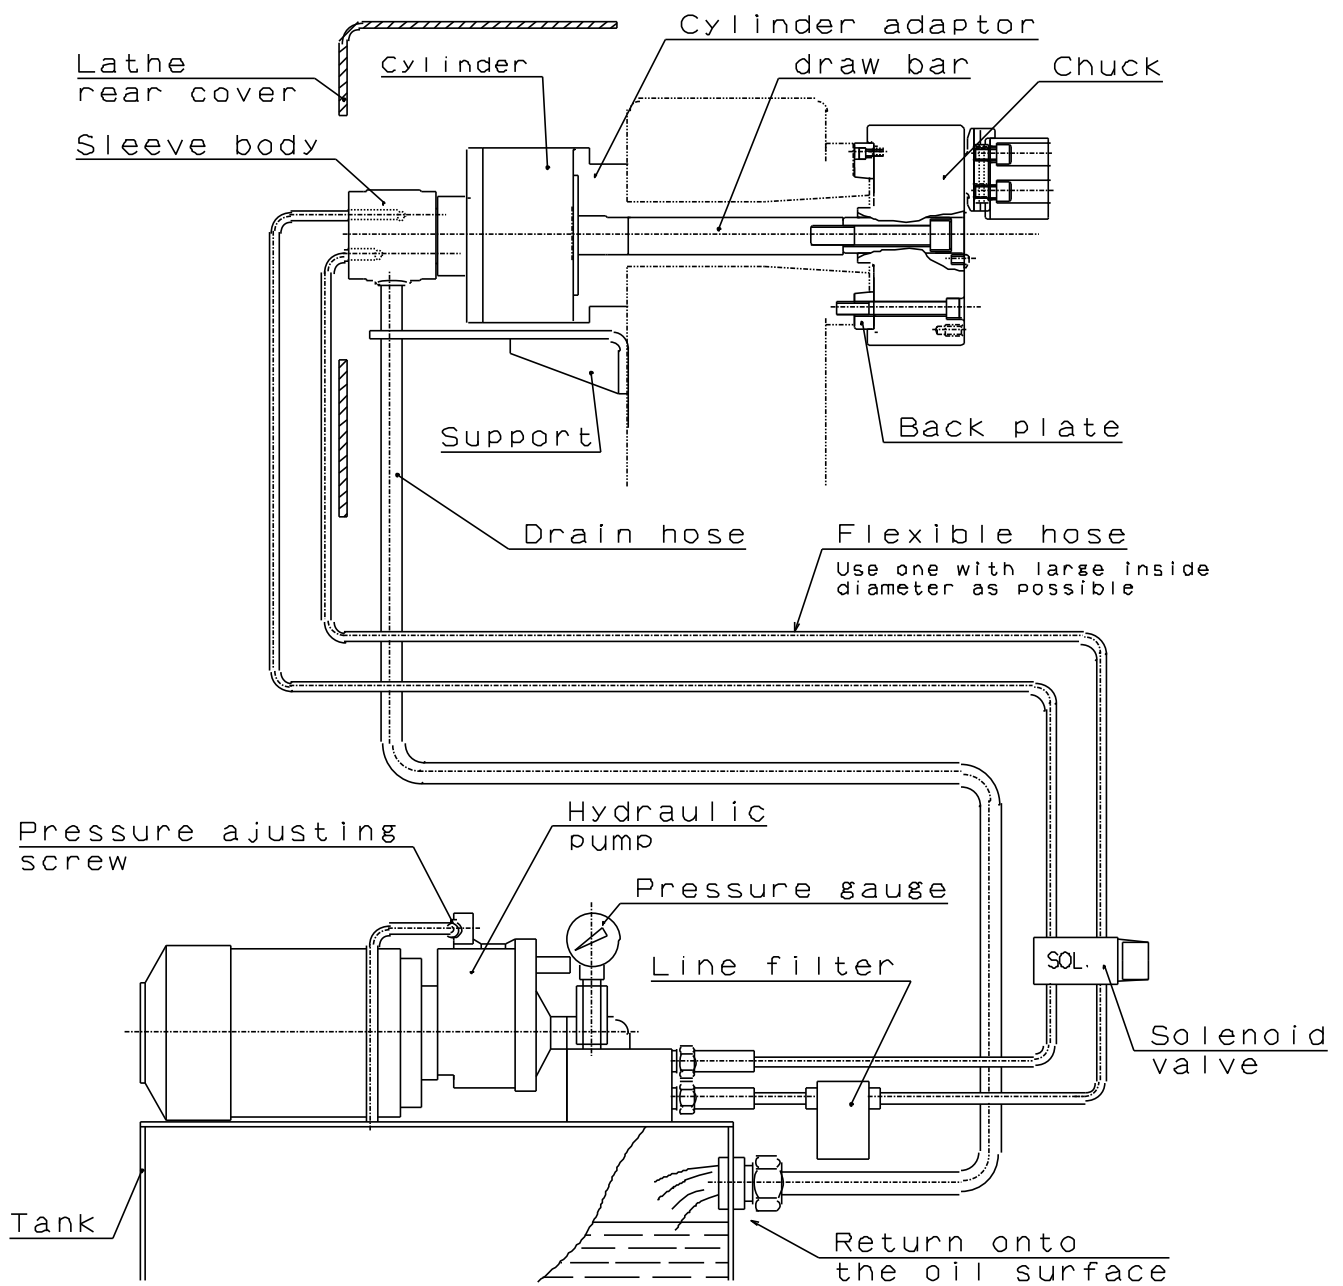 Cylinder adaptor
Lathe
rear cover
Cylinder
draw bar
Chuck
Sleeve body
Support
Back plate
Drain hose
Flexible hose
Use one with large inside
diameter as possible
Hydraulic
pump
Pressure ajusting
screw
Pressure gauge
Line filter
SOL.
Solenoid
valve
Tank
Return onto
the oil surface